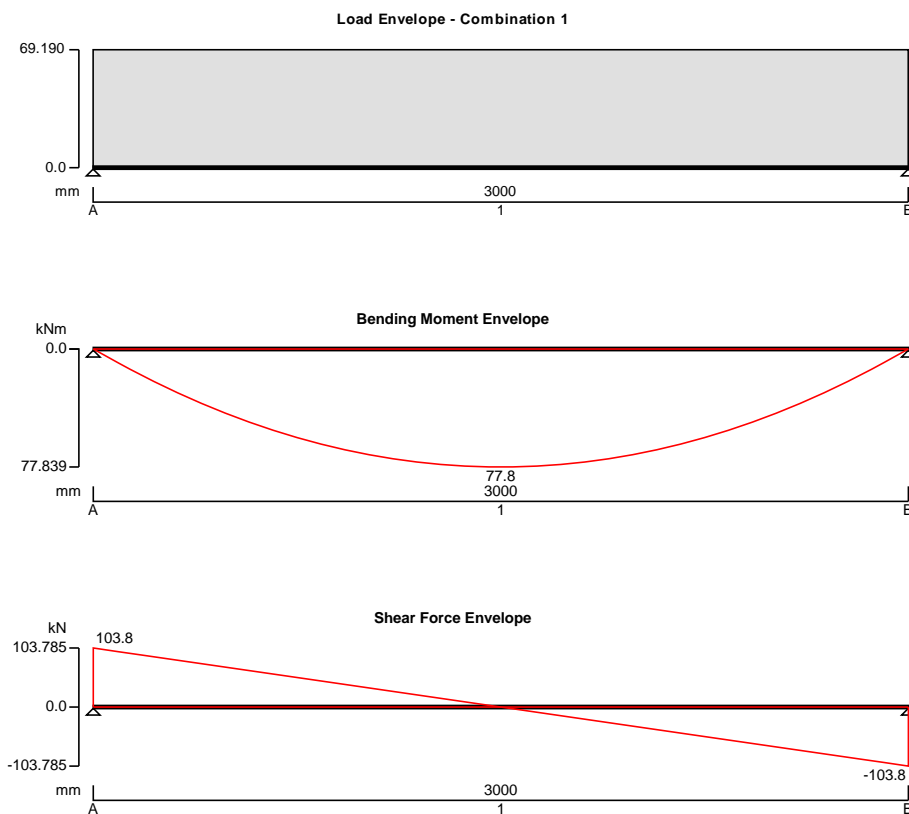 Load Envelope - Combination 1
69.190
0.0
mm
3000
A
1
B
Bending Moment Envelope
kNm
0.0
77.839
77.8
mm
3000
A
1
B
Shear Force Envelope
kN
103.785
103.8
0.0
-103.785
-103.8
mm
3000
A
1
B